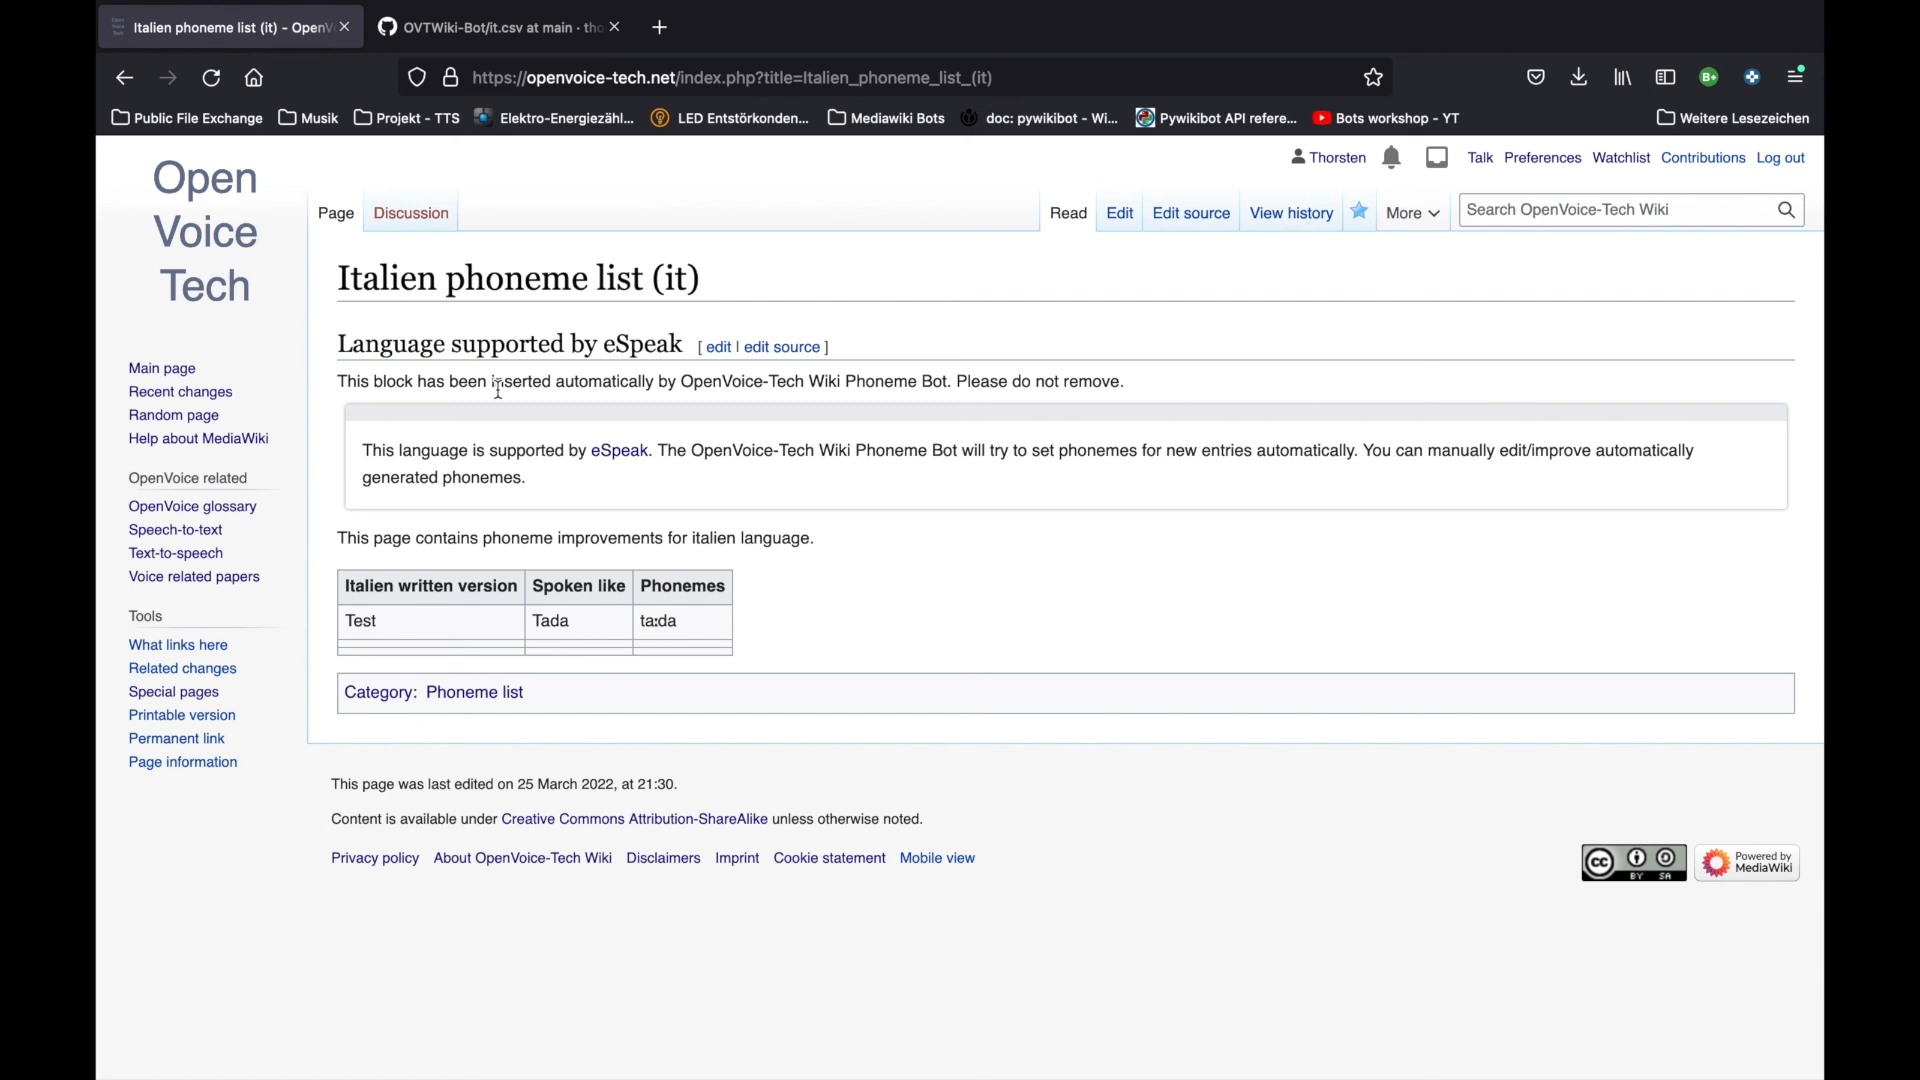 Italien phoneme list (it) - OpenV
OVTWiki-Bot/it.csv at main · tho
https://openvoice-tech.net/index.php?title=Italien_phoneme_list_(it)
B+
Public File Exchange
Musik
Projekt - TTS
Elektro-Energiezähl...
LED Entstörkonden...
Mediawiki Bots
doc: pywikibot - Wi...
Pywikibot API refere...
Bots workshop - YT
Weitere Lesezeichen
Open
Voice
Tech
Thorsten
Talk
Preferences
Watchlist
Contributions
Log out
Page
Discussion
Read
Edit
Edit source
View history
More
Search OpenVoice-Tech Wiki
Main page
Recent changes
Random page
Help about MediaWiki
OpenVoice related
OpenVoice glossary
Speech-to-text
Text-to-speech
Voice related papers
Tools
What links here
Related changes
Special pages
Printable version
Permanent link
Page information
Italien phoneme list (it)
Language supported by eSpeak [ edit | edit source ]
This block has been inserted automatically by OpenVoice-Tech Wiki Phoneme Bot. Please do not remove.
This language is supported by eSpeak. The OpenVoice-Tech Wiki Phoneme Bot will try to set phonemes for new entries automatically. You can manually edit/improve automatically
generated phonemes.
This page contains phoneme improvements for italien language.
Italien written version Spoken like Phonemes
Test Tada taːda
Category: Phoneme list
This page was last edited on 25 March 2022, at 21:30.
Content is available under Creative Commons Attribution-ShareAlike unless otherwise noted.
Privacy policy About OpenVoice-Tech Wiki Disclaimers Imprint Cookie statement Mobile view
cc BY SA
Powered by
MediaWiki